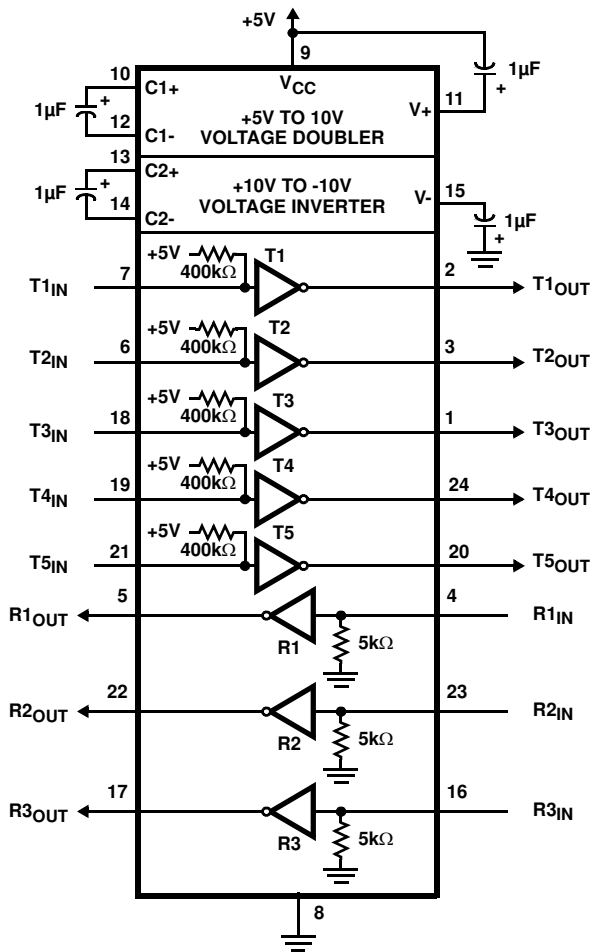 +5V
9
10
C1+
VCC
1µF
1µF
+
+
+5V TO 10V
VOLTAGE DOUBLER
V+
11
12
C1-
13
C2+
1µF
+
+10V TO -10V
VOLTAGE INVERTER
V-
15
14
C2-
1µF
+
T1IN
7
+5V
400kΩ
T1
2
T1OUT
T2IN
6
+5V
400kΩ
T2
3
T2OUT
T3IN
18
+5V
400kΩ
T3
1
T3OUT
T4IN
19
+5V
400kΩ
T4
24
T4OUT
T5IN
21
+5V
400kΩ
T5
20
T5OUT
R1OUT
5
R1
5kΩ
4
R1IN
R2OUT
22
R2
5kΩ
23
R2IN
R3OUT
17
R3
5kΩ
16
R3IN
8